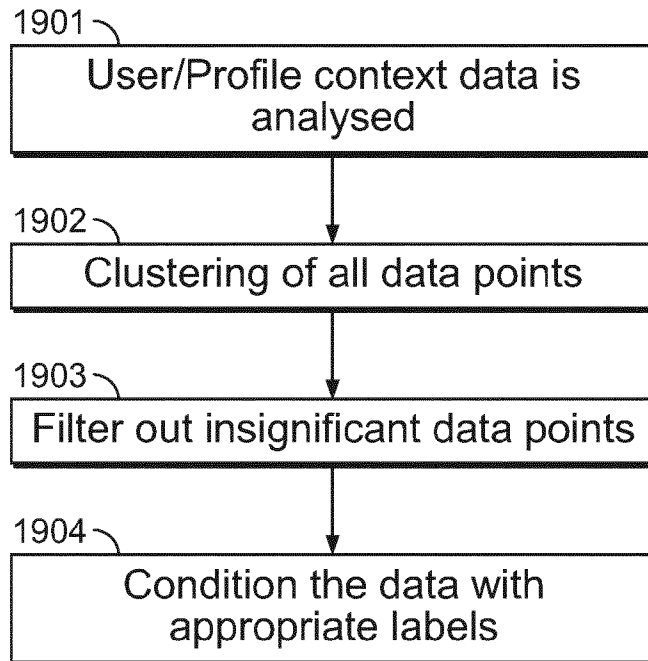 1901
User/Profile context data is
analysed
1902
Clustering of all data points
1903
Filter out insignificant data points
1904
Condition the data with
appropriate labels